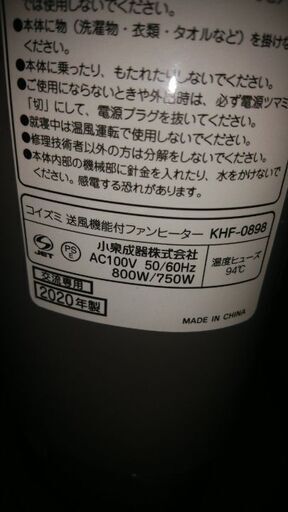 では使用しないでください。
●本体に物（洗濯物・衣類・タオルなど）を掛けな
ください。
●本体に乗ったり、もたれたりしないでください。
●ご使用にならないときや外出時は、必ず電源ツマミ
「切」にして、電源プラグを抜いてください。
●就寝中は温風運転で使用しないでください。
●修理技術者以外の方は分解をしないでください。
●本体内部の機械部に針金を入れたり、水をかけないで
ください。感電する恐れがあります。
コイズミ 送風機能付ファンヒーター KHF-0898
S JET
PS E
小泉成器株式会社
AC100V 50/60Hz
800W/750W
温度ヒューズ
94℃
交流専用
2020年製
MADE IN CHINA